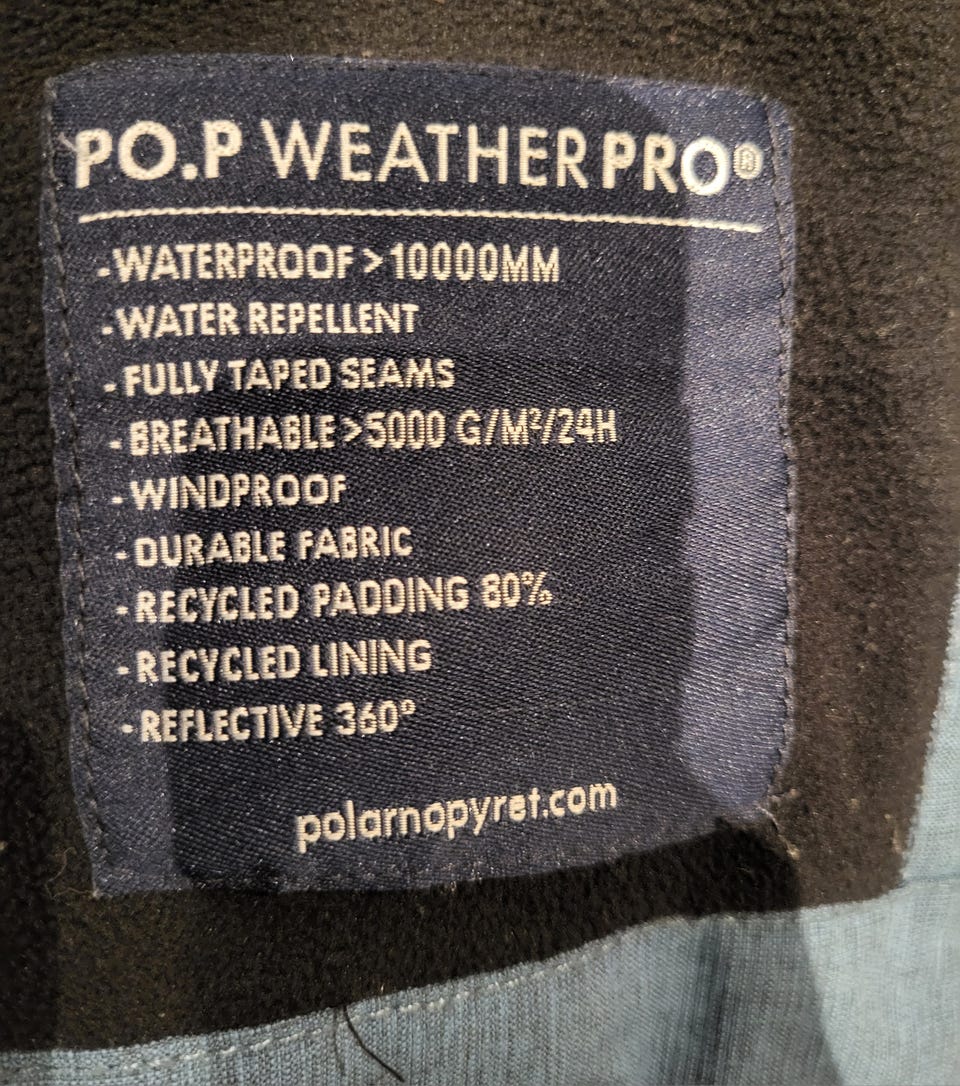 PO.P WEATHER PRO®
-WATERPROOF >10000MM
-WATER REPELLENT
-FULLY TAPED SEAMS
-BREATHABLE>5000 G/M²/24H
-WINDPROOF
-DURABLE FABRIC
-RECYCLED PADDING 80%
-RECYCLED LINING
-REFLECTIVE 360°
polarnopyret.com